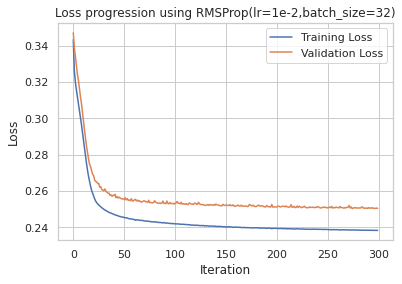 Loss progression using RMSProp(lr=1e-2,batch_size=32)
Training Loss
Validation Loss
Loss
0.34
0.32
0.30
0.28
0.26
0.24
0 50 100 150 200 250 300
Iteration